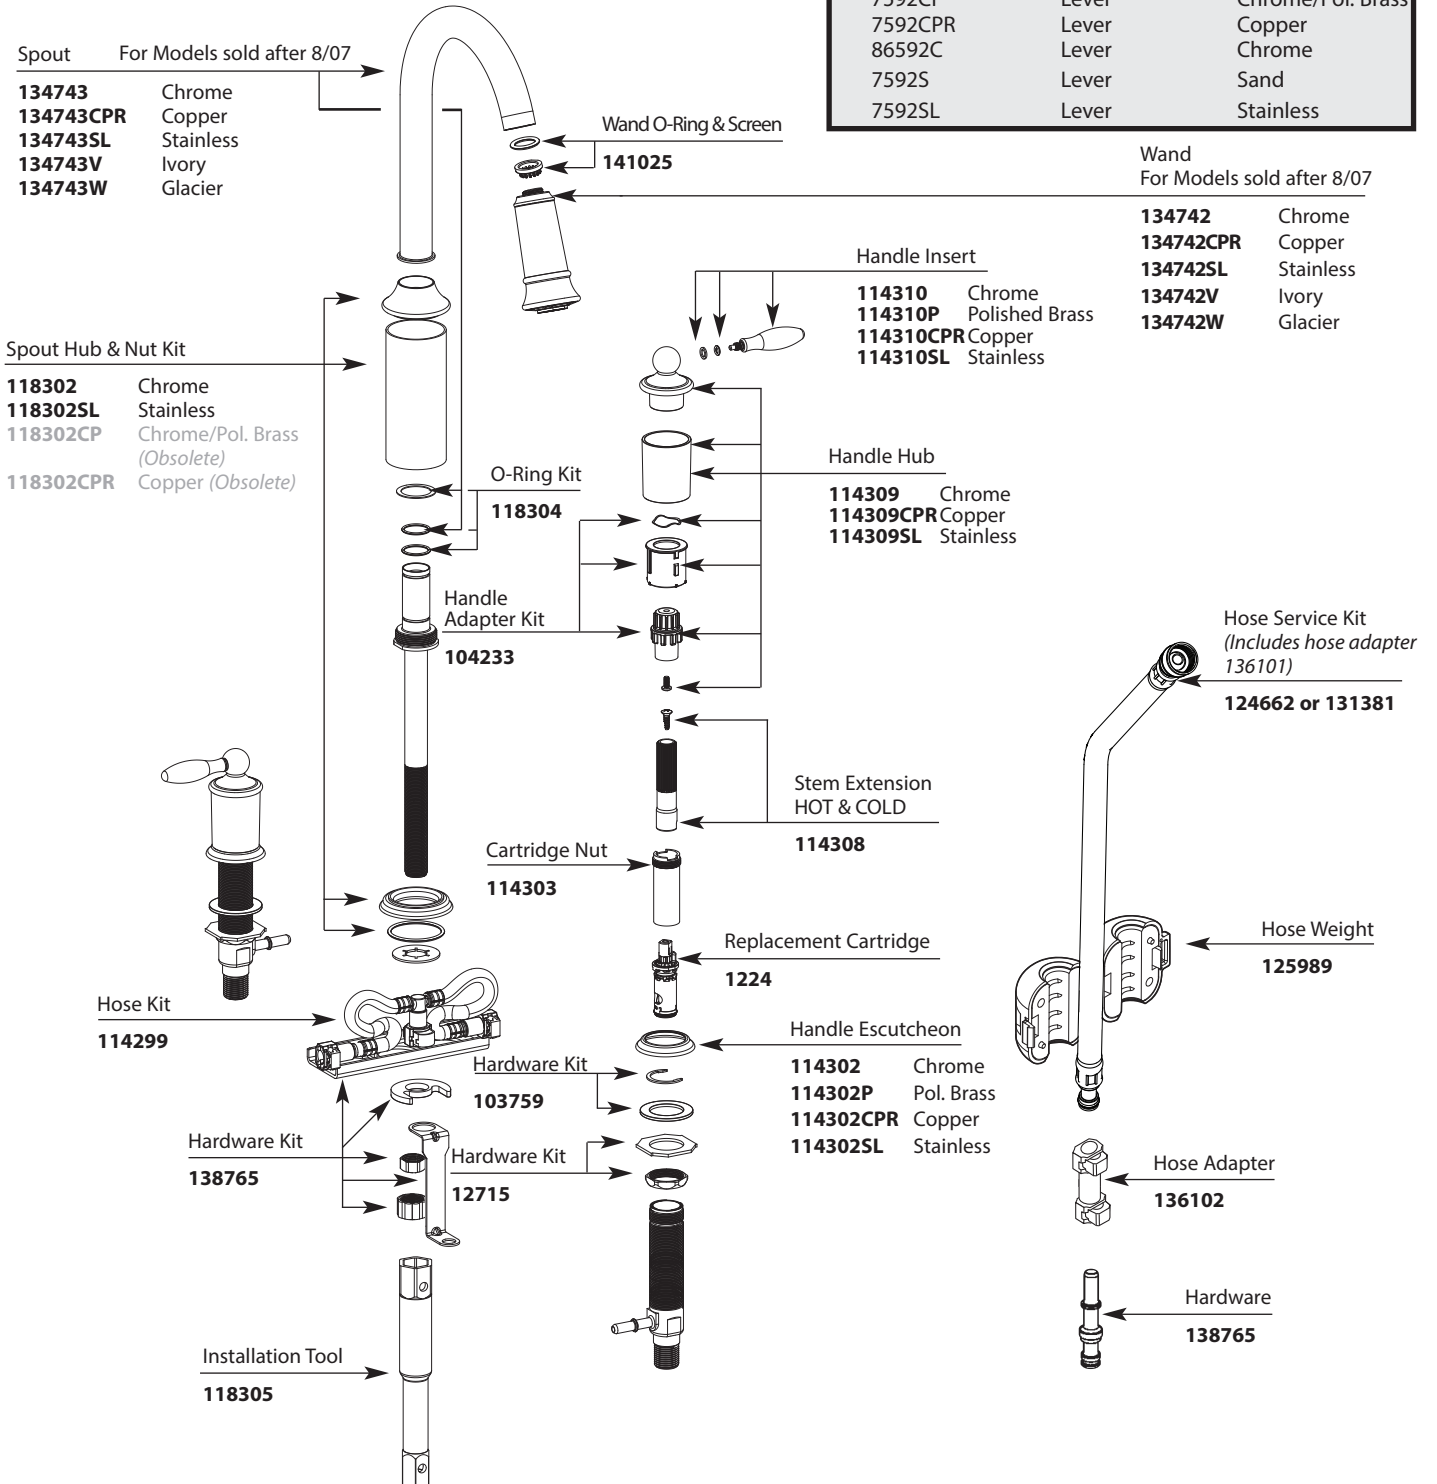 7592CP Lever Chrome/Pol. Brass
7592CPR Lever Copper
86592C Lever Chrome
7592S Lever Sand
7592SL Lever Stainless
Spout For Models sold after 8/07
134743 Chrome
134743CPR Copper
134743SL Stainless
134743V Ivory
134743W Glacier
Wand O-Ring & Screen
141025
Wand
For Models sold after 8/07
134742 Chrome
134742CPR Copper
134742SL Stainless
134742V Ivory
134742W Glacier
Handle Insert
114310 Chrome
114310P Polished Brass
114310CPR Copper
114310SL Stainless
Spout Hub & Nut Kit
118302 Chrome
118302SL Stainless
118302CP Chrome/Pol. Brass
(Obsolete)
118302CPR Copper (Obsolete)
O-Ring Kit
118304
Handle Hub
114309 Chrome
114309CPR Copper
114309SL Stainless
Handle
Adapter Kit
104233
Hose Service Kit
(Includes hose adapter
136101)
124662 or 131381
Stem Extension
HOT & COLD
114308
Cartridge Nut
114303
Replacement Cartridge
1224
Hose Weight
125989
Hose Kit
114299
Handle Escutcheon
114302 Chrome
114302P Pol. Brass
114302CPR Copper
114302SL Stainless
Hardware Kit
103759
Hardware Kit
138765
Hardware Kit
12715
Hose Adapter
136102
Hardware
138765
Installation Tool
118305